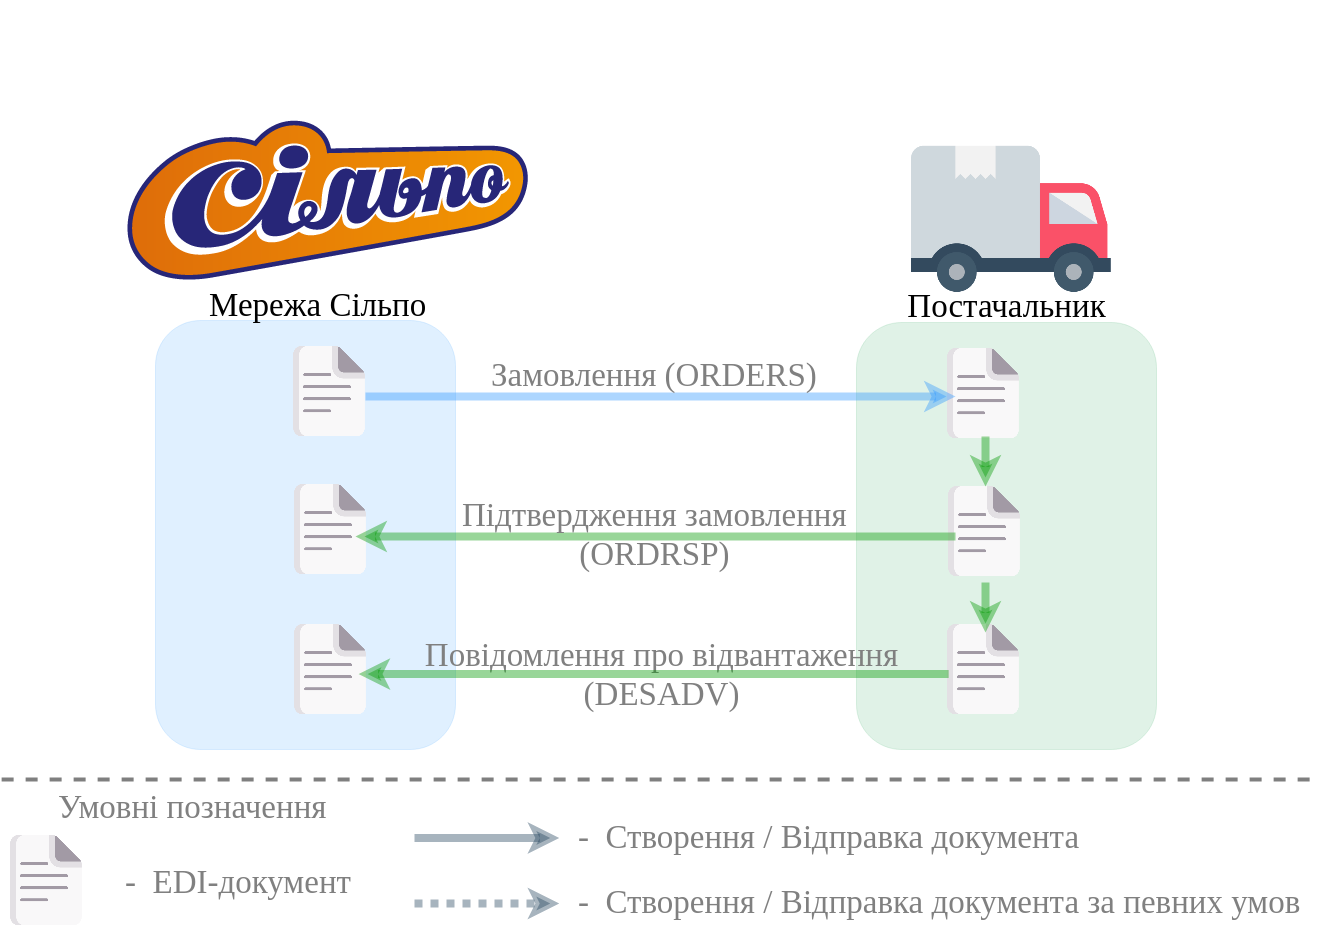 Сільпо
Мережа Сільпо
Постачальник
Замовлення (ORDERS)
Підтвердження замовлення
(ORDRSP)
Повідомлення про відвантаження
(DESADV)
Умовні позначення
- EDI-документ
- Створення / Відправка документа
- Створення / Відправка документа за певних умов